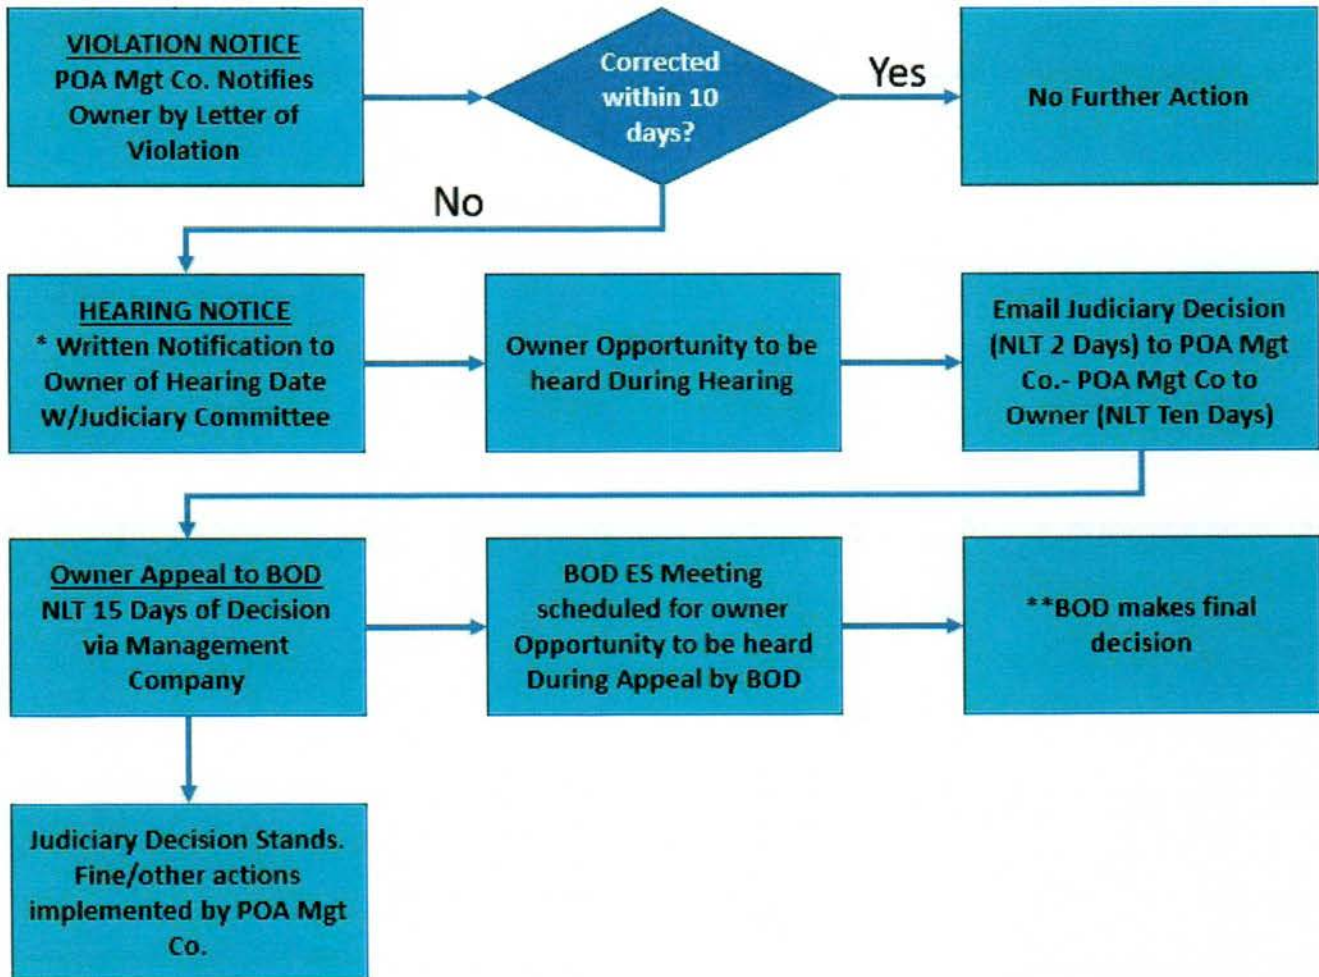 VIOLATION NOTICE
POA Mgt Co. Notifies
Owner by Letter of
Violation
Corrected
within 10
days?
Yes
No Further Action
No
HEARING NOTICE
* Written Notification to
Owner of Hearing Date
W/Judiciary Committee
Owner Opportunity to be
heard During Hearing
Email Judiciary Decision
(NLT 2 Days) to POA Mgt
Co.- POA Mgt Co to
Owner (NLT Ten Days)
Owner Appeal to BOD
NLT 15 Days of Decision
via Management
Company
BOD ES Meeting
scheduled for owner
Opportunity to be heard
During Appeal by BOD
**BOD makes final
decision
Judiciary Decision Stands.
Fine/other actions
implemented by POA Mgt
Co.